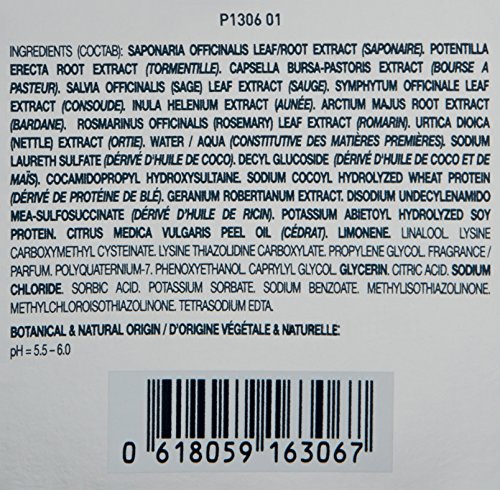 P1306 01
INGREDIENTS (COCTAB): SAPONARIA OFFICINALIS LEAF/ROOT EXTRACT (SAPONAIRE). POTENTILLA
ERECTA ROOT EXTRACT (TORMENTILLE). CAPSELLA BURSA-PASTORIS EXTRACT (BOURSE A
PASTEUR). SALVIA OFFICINALIS (SAGE) LEAF EXTRACT (SAUGE). SYMPHYTUM OFFICINALE LEAF
EXTRACT (CONSOUDE). INULA HELENIUM EXTRACT (AUNÉE). ARCTIUM MAJUS ROOT EXTRACT
(BARDANE). ROSMARINUS OFFICINALIS (ROSEMARY) LEAF EXTRACT (ROMARIN). URTICA DIOICA
(NETTLE) EXTRACT (ORTIE). WATER / AQUA (CONSTITUTIVE DES MATIÈRES PREMIÈRES). SODIUM
LAURETH SULFATE (DÉRIVÉ D'HUILE DE COCO). DECYL GLUCOSIDE (DÉRIVÉ D'HUILE DE COCO ET DE
MAÏS). COCAMIDOPROPYL HYDROXYSULTAINE. SODIUM COCOYL HYDROLYZED WHEAT PROTEIN
(DÉRIVÉ DE PROTÉINE DE BLÉ). GERANIUM ROBERTIANUM EXTRACT. DISODIUM UNDECYLENAMIDO
MEA-SULFOSUCCINATE (DÉRIVÉ D'HUILE DE RICIN). POTASSIUM ABIETOYL HYDROLYZED SOY
PROTEIN. CITRUS MEDICA VULGARIS PEEL OIL (CÉDRAT). LIMONENE. LINALOOL. LYSINE
CARBOXYMETHYL CYSTEINATE. LYSINE THIAZOLIDINE CARBOXYLATE. PROPYLENE GLYCOL. FRAGRANCE /
PARFUM. POLYQUATERNIUM-7. PHENOXYETHANOL. CAPRYLYL GLYCOL. GLYCERIN. CITRIC ACID. SODIUM
CHLORIDE. SORBIC ACID. POTASSIUM SORBATE. SODIUM BENZOATE. METHYLISOTHIAZOLINONE.
METHYLCHLOROISOTHIAZOLINONE. TETRASODIUM EDTA.
BOTANICAL & NATURAL ORIGIN / D'ORIGINE VÉGÉTALE & NATURELLE:
pH = 5.5 - 6.0
0 618059 163067